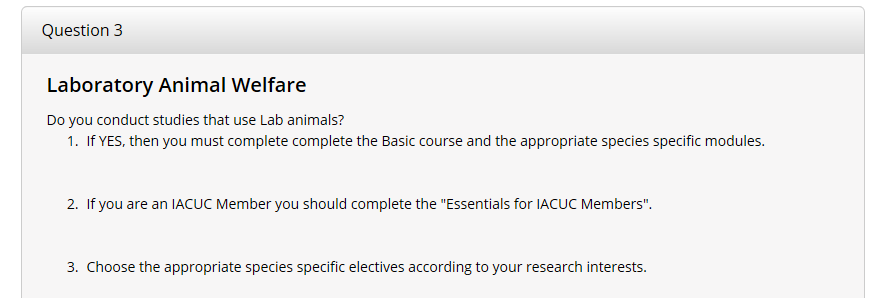 Question 3
Laboratory Animal Welfare
Do you conduct studies that use Lab animals?
1. If YES, then you must complete complete the Basic course and the appropriate species specific modules.
2. If you are an IACUC Member you should complete the "Essentials for IACUC Members".
3. Choose the appropriate species specific electives according to your research interests.